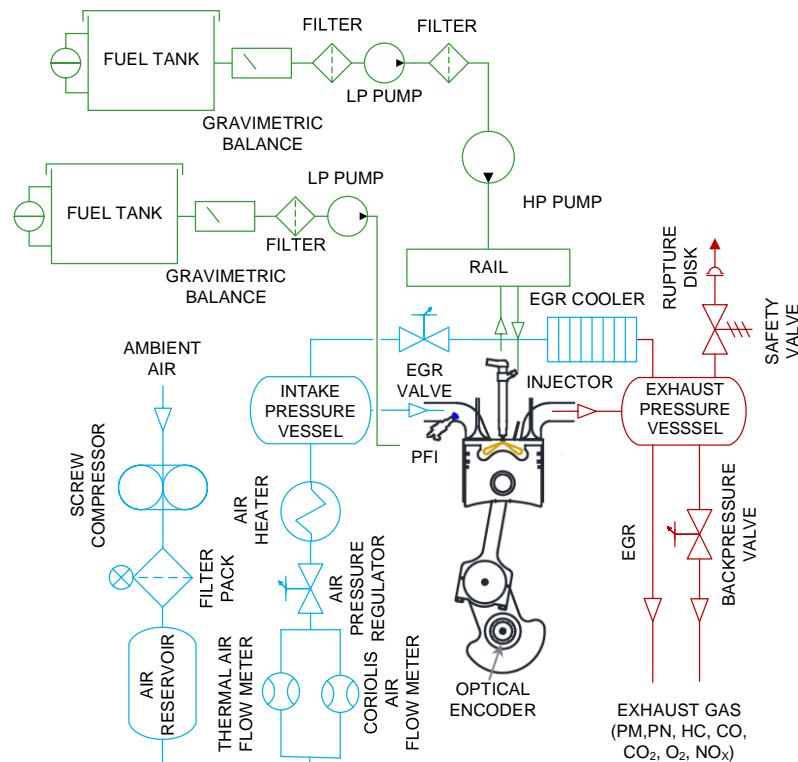 FILTER
FILTER
FUEL TANK
LP PUMP
GRAVIMETRIC
BALANCE
LP PUMP
FUEL TANK
HP PUMP
FILTER
GRAVIMETRIC
BALANCE
RAIL
RUPTURE
DISK
SAFETY
VALVE
EGR COOLER
AMBIENT
AIR
EGR
VALVE
INJECTOR
INTAKE
PRESSURE
VESSEL
EXHAUST
PRESSURE
VESSSEL
PFI
SCREW
COMPRESSOR
AIR
HEATER
EGR
BACKPRESSURE
VALVE
FILTER
PACK
AIR
PRESSURE
REGULATOR
AIR
RESERVOIR
THERMAL AIR
FLOW METER
CORIOLIS
AIR
FLOW METER
OPTICAL
ENCODER
EXHAUST GAS
(PM,PN, HC, CO,
CO₂, O₂, NOₓ)